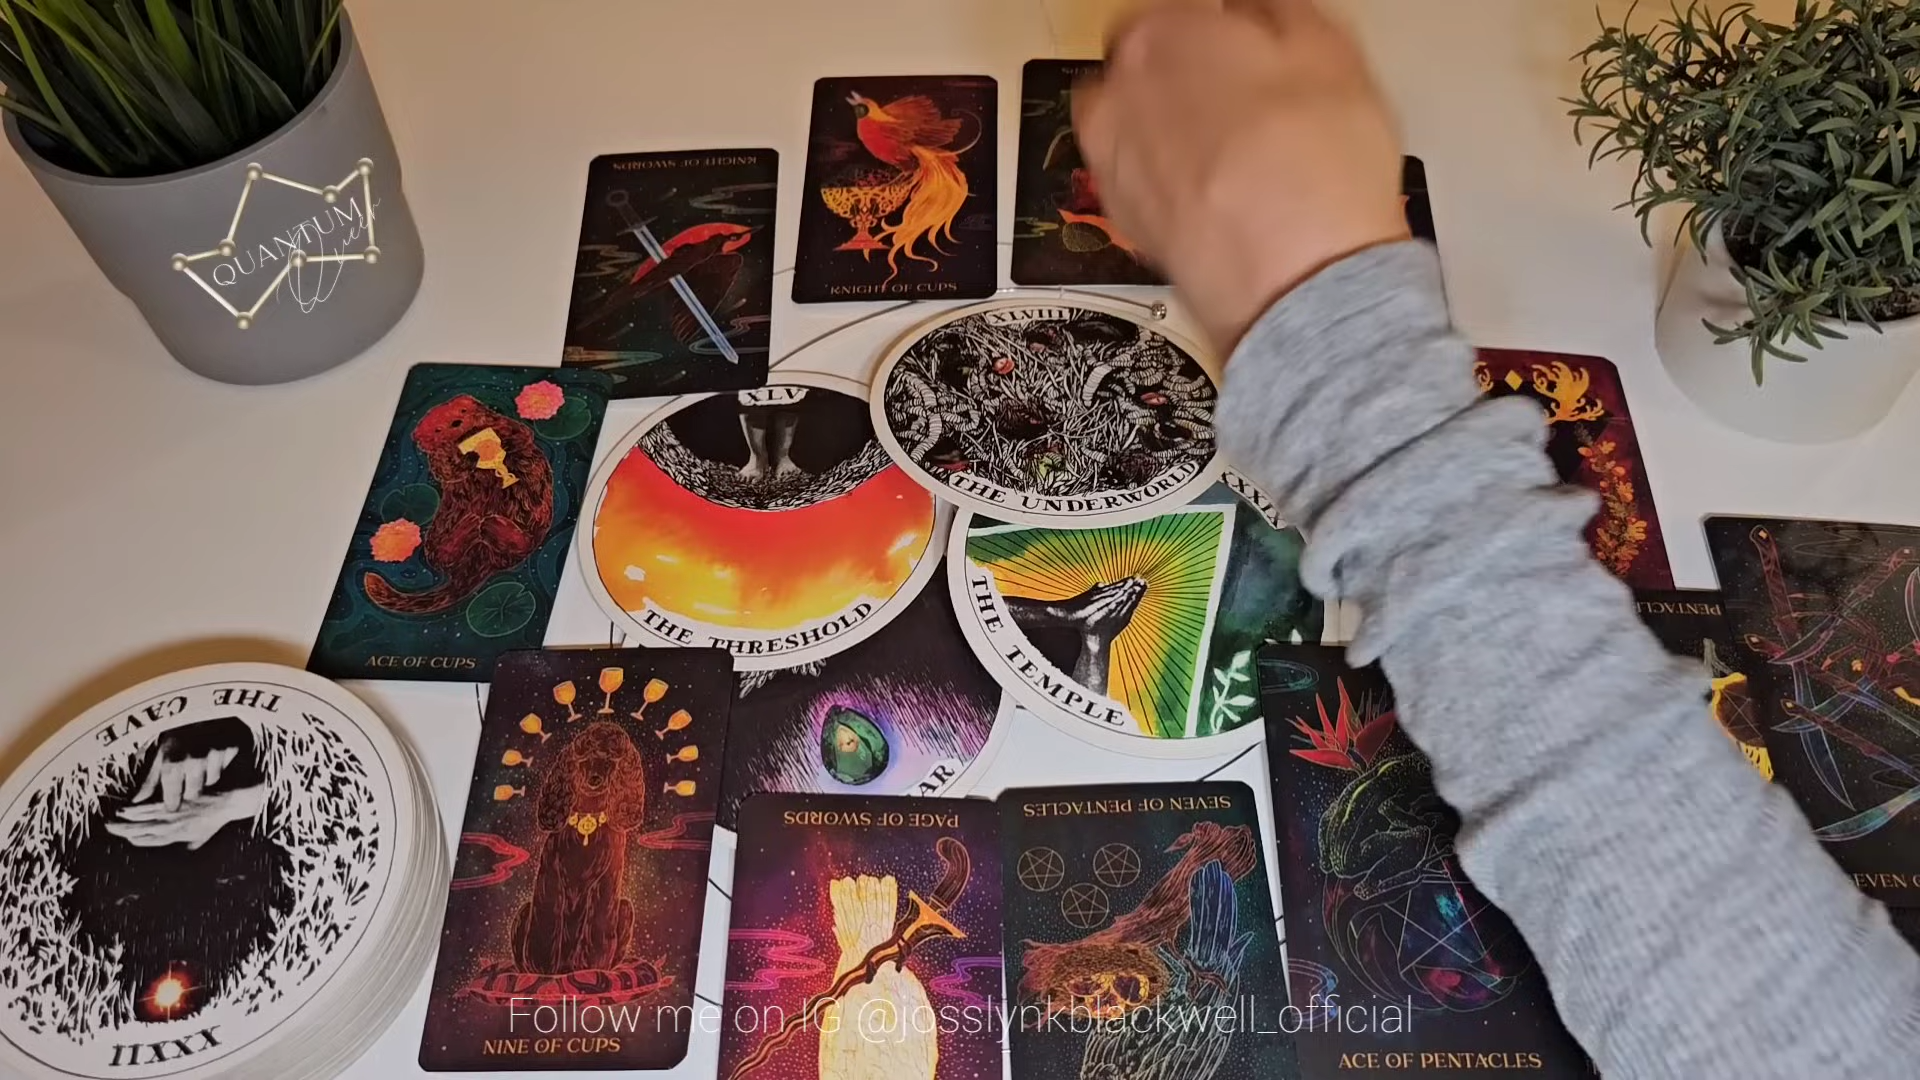 KNIGHT OF SWORDS
KNIGHT OF CUPS
QUANTUM
XLVIII
THE UNDERWORLD
XLV
THE THRESHOLD
XXXIX
THE TEMPLE
ACE OF CUPS
THE CAVE
XXXII
NINE OF CUPS
PAGE OF SWORDS
SEVEN OF PENTACLES
ACE OF PENTACLES
Follow me on IG @josslynkblackwell_official